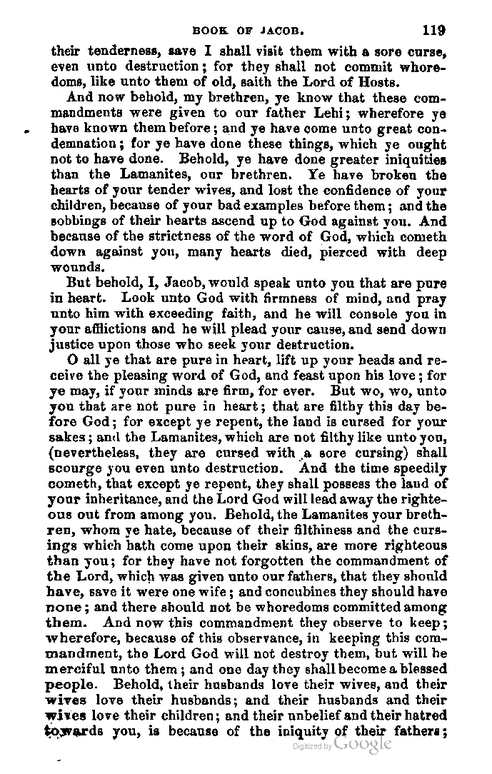 BOOK OF JACOB. 119
their tenderness, save I shall visit them with a sore curse,
even unto destruction; for they shall not commit whore-
doms, like unto them of old, saith the Lord of Hosts.
And now behold, my brethren, ye know that these com-
mandments were given to our father Lehi; wherefore ye
have known them before; and ye have come unto great con-
demnation; for ye have done these things, which ye ought
not to have done. Behold, ye have done greater iniquities
than the Lamanites, our brethren. Ye have broken the
hearts of your tender wives, and lost the confidence of your
children, because of your bad examples before them; and the
sobbings of their hearts ascend up to God against you. And
because of the strictness of the word of God, which cometh
down against you, many hearts died, pierced with deep
wounds.
But behold, I, Jacob, would speak unto you that are pure
in heart. Look unto God with firmness of mind, and pray
unto him with exceeding faith, and he will console you in
your afflictions and he will plead your cause, and send down
justice upon those who seek your destruction.
O all ye that are pure in heart, lift up your heads and re-
ceive the pleasing word of God, and feast upon his love; for
ye may, if your minds are firm, for ever. But wo, wo, unto
you that are not pure in heart; that are filthy this day be-
fore God; for except ye repent, the land is cursed for your
sakes; and the Lamanites, which are not filthy like unto you,
(nevertheless, they are cursed with a sore cursing) shall
scourge you even unto destruction. And the time speedily
cometh, that except ye repent, they shall possess the land of
your inheritance, and the Lord God will lead away the righte-
ous out from among you. Behold, the Lamanites your breth-
ren, whom ye hate, because of their filthiness and the curs-
ings which hath come upon their skins, are more righteous
than you; for they have not forgotten the commandment of
the Lord, which was given unto our fathers, that they should
have, save it were one wife; and concubines they should have
none; and there should not be whoredoms committed among
them. And now this commandment they observe to keep;
wherefore, because of this observance, in keeping this com-
mandment, the Lord God will not destroy them, but will be
merciful unto them; and one day they shall become a blessed
people. Behold, their husbands love their wives, and their
wives love their husbands; and their husbands and their
wives love their children; and their unbelief and their hatred
towards you, is because of the iniquity of their fathers;
Digitized by Google